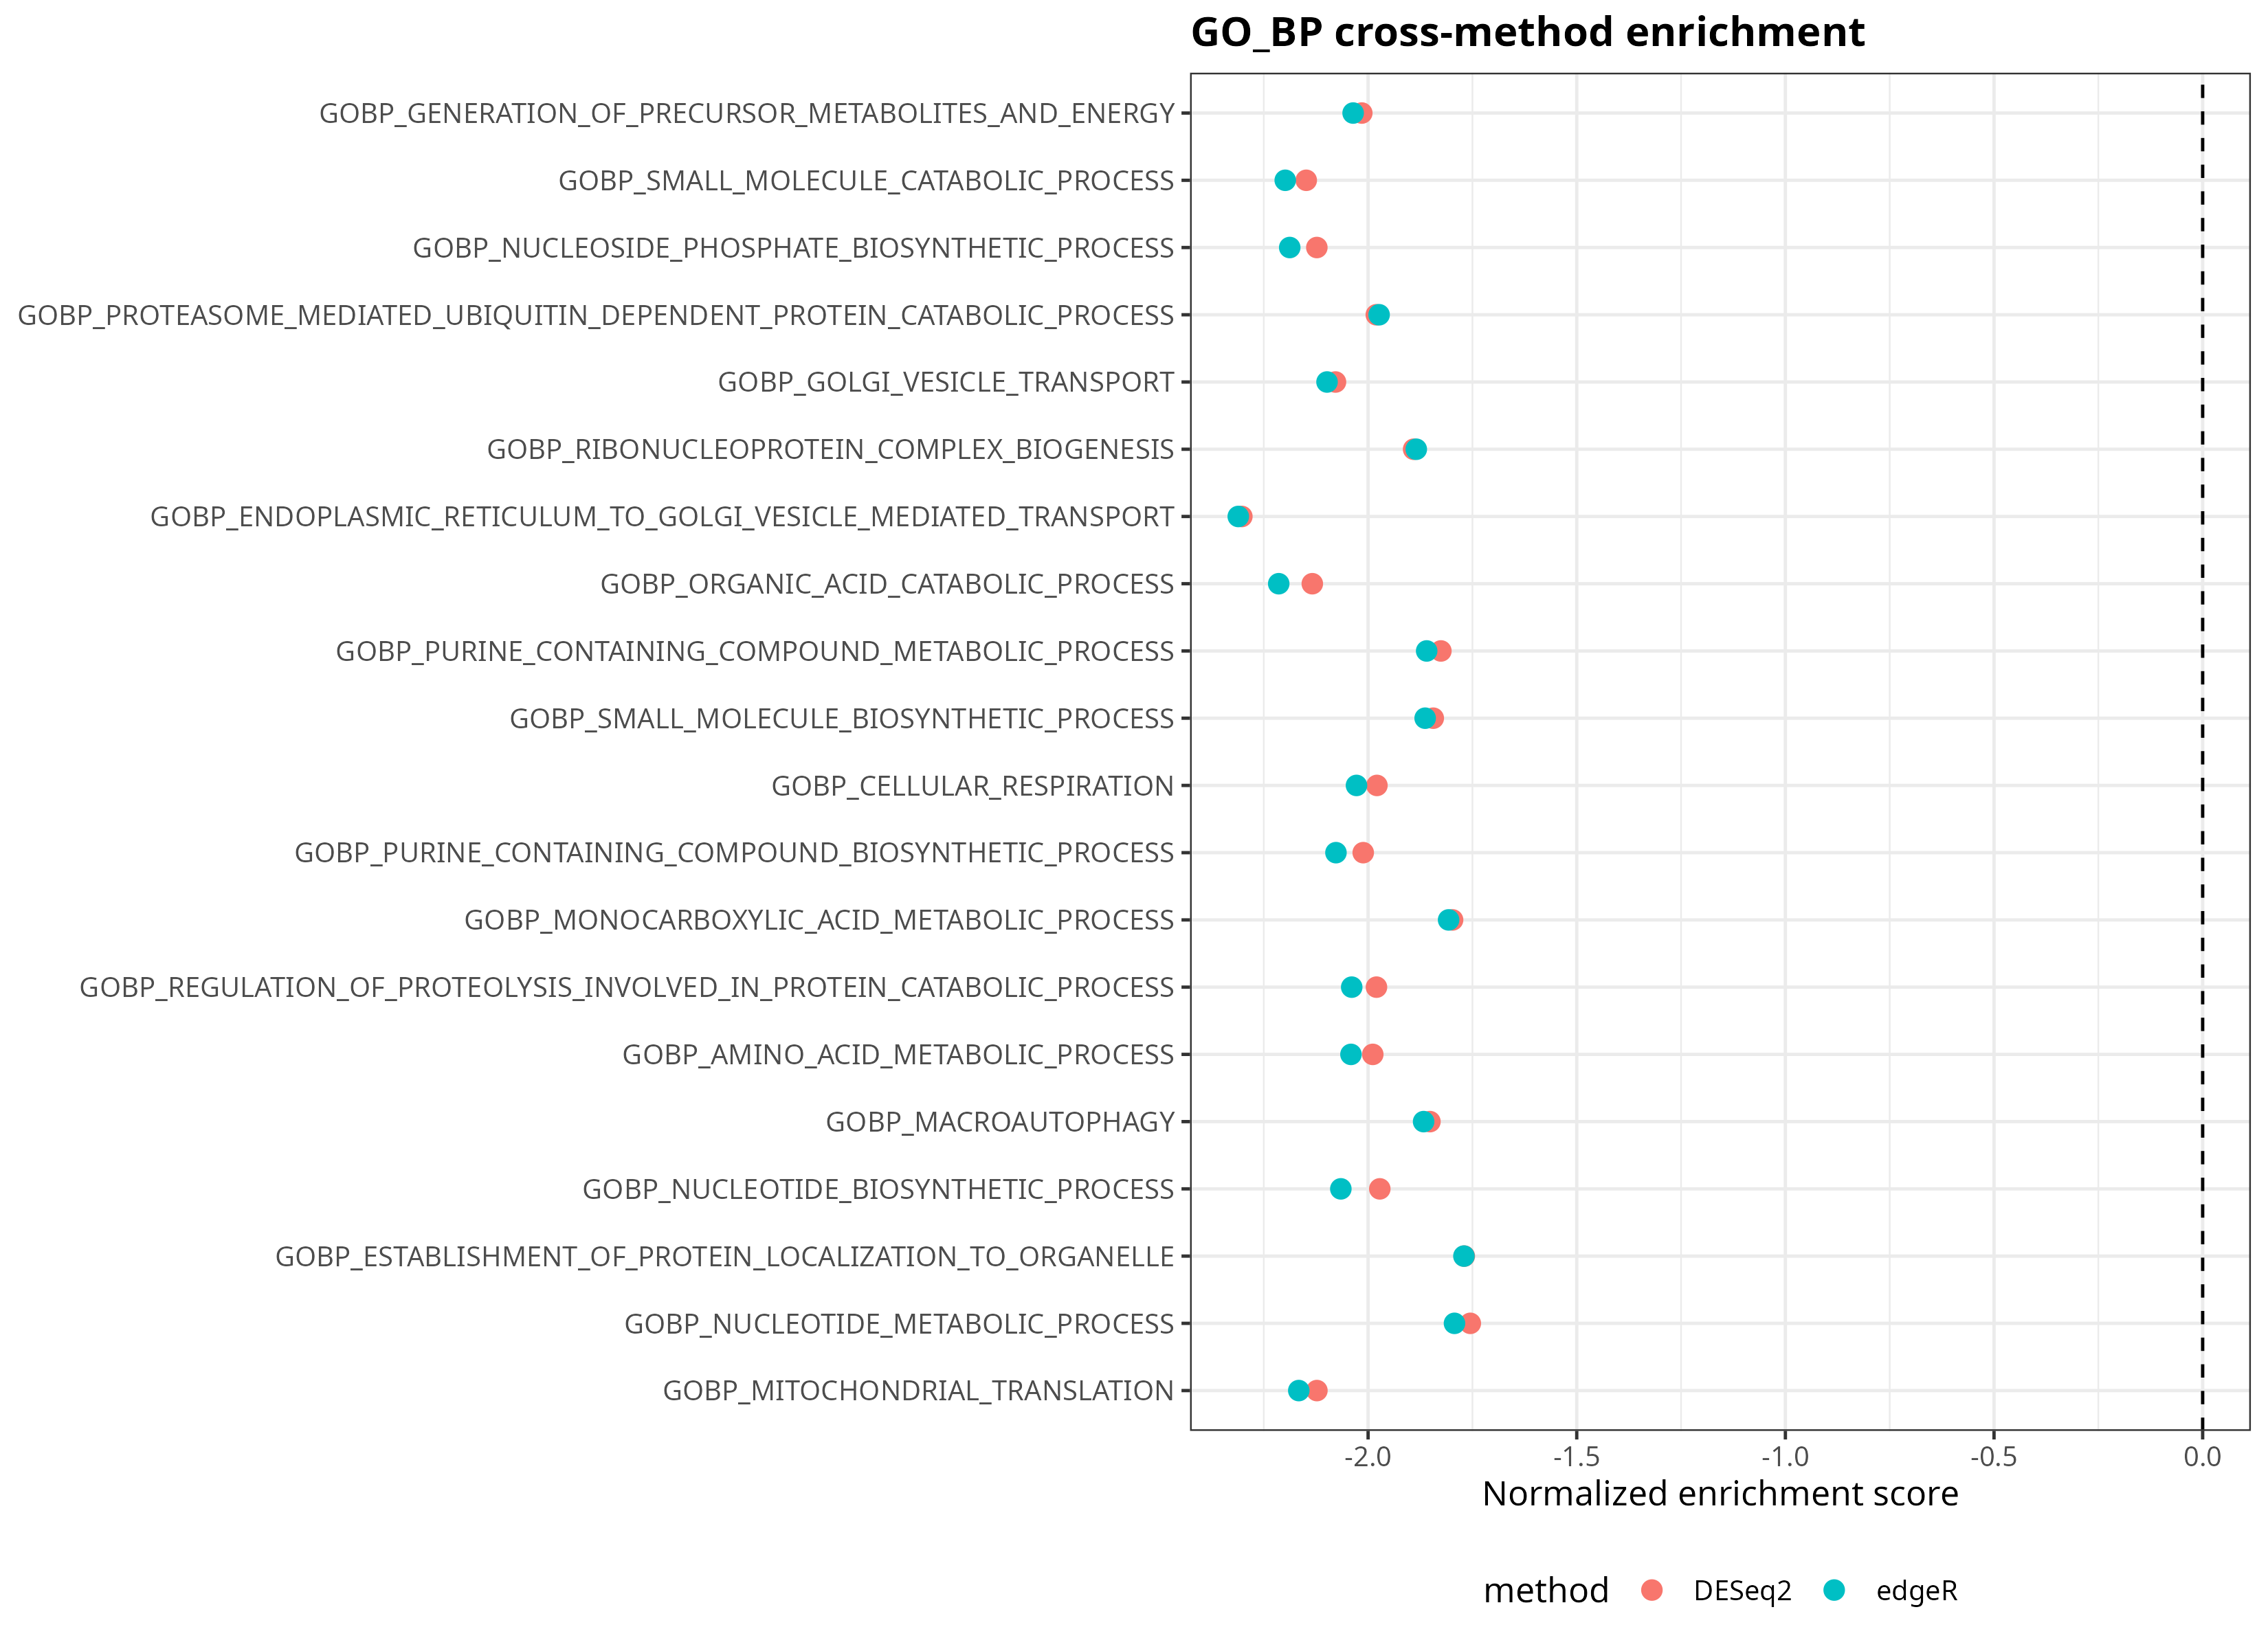 GO_BP cross-method enrichment
GOBP_GENERATION_OF_PRECURSOR_METABOLITES_AND_ENERGY
GOBP_SMALL_MOLECULE_CATABOLIC_PROCESS
GOBP_NUCLEOSIDE_PHOSPHATE_BIOSYNTHETIC_PROCESS
GOBP_PROTEASOME_MEDIATED_UBIQUITIN_DEPENDENT_PROTEIN_CATABOLIC_PROCESS
GOBP_GOLGI_VESICLE_TRANSPORT
GOBP_RIBONUCLEOPROTEIN_COMPLEX_BIOGENESIS
GOBP_ENDOPLASMIC_RETICULUM_TO_GOLGI_VESICLE_MEDIATED_TRANSPORT
GOBP_ORGANIC_ACID_CATABOLIC_PROCESS
GOBP_PURINE_CONTAINING_COMPOUND_METABOLIC_PROCESS
GOBP_SMALL_MOLECULE_BIOSYNTHETIC_PROCESS
GOBP_CELLULAR_RESPIRATION
GOBP_PURINE_CONTAINING_COMPOUND_BIOSYNTHETIC_PROCESS
GOBP_MONOCARBOXYLIC_ACID_METABOLIC_PROCESS
GOBP_REGULATION_OF_PROTEOLYSIS_INVOLVED_IN_PROTEIN_CATABOLIC_PROCESS
GOBP_AMINO_ACID_METABOLIC_PROCESS
GOBP_MACROAUTOPHAGY
GOBP_NUCLEOTIDE_BIOSYNTHETIC_PROCESS
GOBP_ESTABLISHMENT_OF_PROTEIN_LOCALIZATION_TO_ORGANELLE
GOBP_NUCLEOTIDE_METABOLIC_PROCESS
GOBP_MITOCHONDRIAL_TRANSLATION
-2.0 -1.5 -1.0 -0.5 0.0
Normalized enrichment score
method DESeq2 edgeR